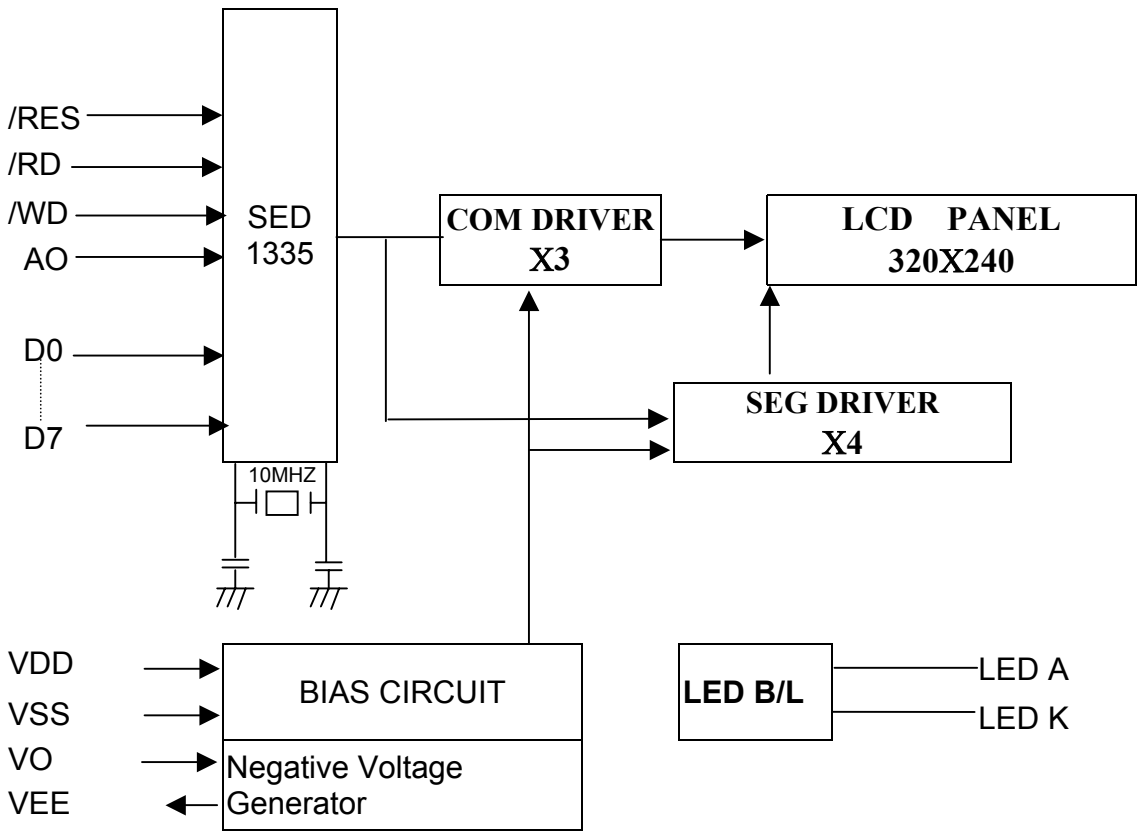 /RES
/RD
/WD
AO
D0
D7
SED
1335
10MHZ
COM DRIVER
X3
LCD PANEL
320X240
SEG DRIVER
X4
VDD
VSS
VO
VEE
BIAS CIRCUIT
Negative Voltage
Generator
LED B/L
LED A
LED K